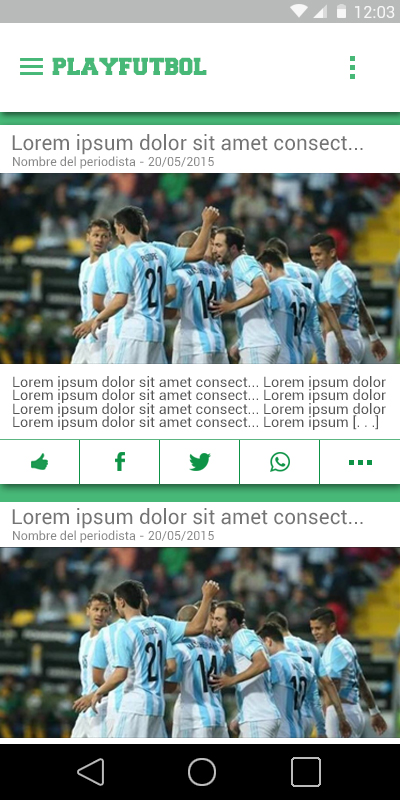 12:03
PLAYFUTBOL
Lorem ipsum dolor sit amet consect...
Nombre del periodista - 20/05/2015
21
14
12
Lorem ipsum dolor sit amet consect... Lorem ipsum dolor
Lorem ipsum dolor sit amet consect... Lorem ipsum dolor
Lorem ipsum dolor sit amet consect... Lorem ipsum dolor
Lorem ipsum dolor sit amet consect... Lorem ipsum [. . .]
Lorem ipsum dolor sit amet consect...
Nombre del periodista - 20/05/2015
21
14
12